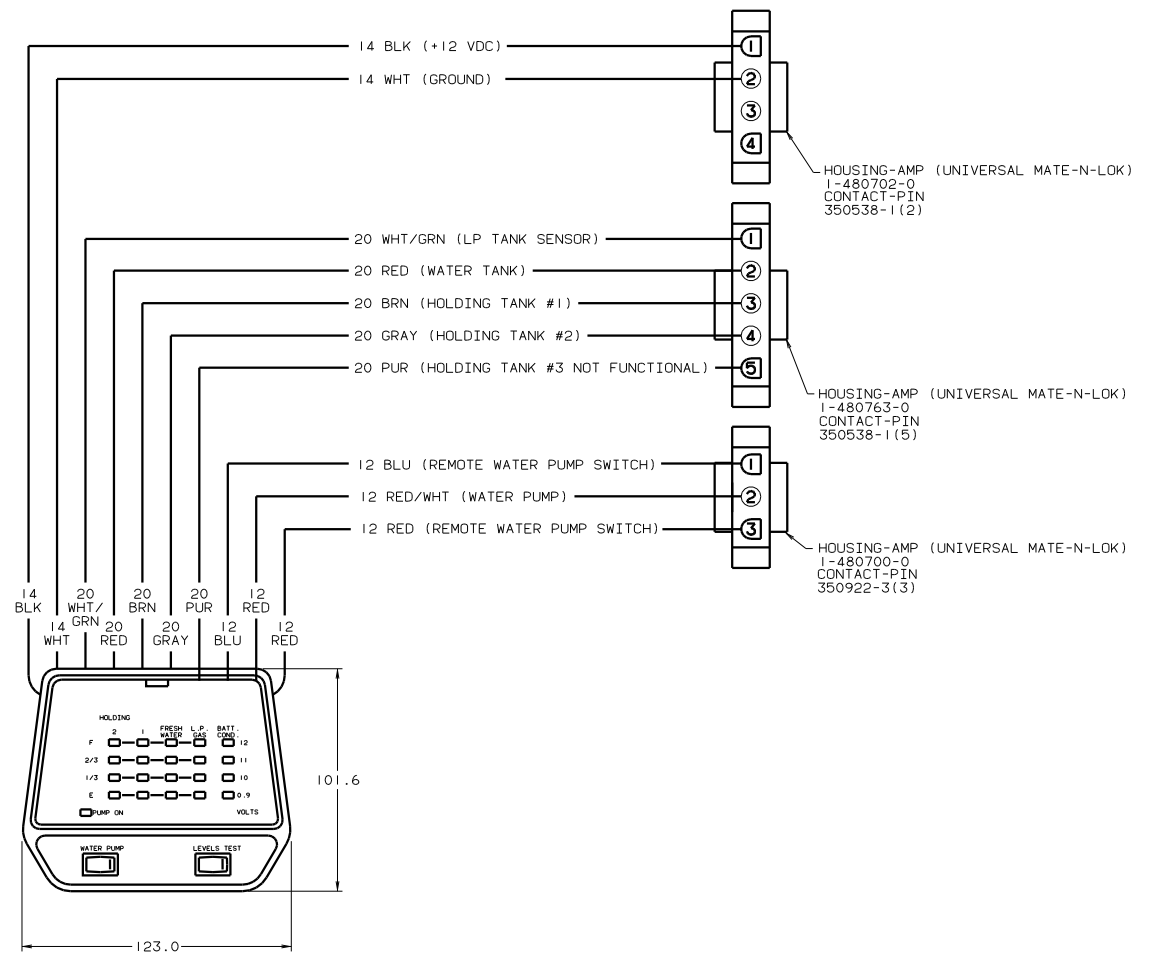 14 BLK (+12 VDC)
1
14 WHT (GROUND)
2
3
4
HOUSING-AMP (UNIVERSAL MATE-N-LOK)
1-480702-0
CONTACT-PIN
350538-1(2)
20 WHT/GRN (LP TANK SENSOR)
1
20 RED (WATER TANK)
2
20 BRN (HOLDING TANK #1)
3
20 GRAY (HOLDING TANK #2)
4
20 PUR (HOLDING TANK #3 NOT FUNCTIONAL)
5
HOUSING-AMP (UNIVERSAL MATE-N-LOK)
1-480763-0
CONTACT-PIN
350538-1(5)
12 BLU (REMOTE WATER PUMP SWITCH)
1
12 RED/WHT (WATER PUMP)
2
12 RED (REMOTE WATER PUMP SWITCH)
3
HOUSING-AMP (UNIVERSAL MATE-N-LOK)
1-480700-0
CONTACT-PIN
350922-3(3)
14
BLK
14
WHT
20
WHT/
GRN
20
RED
20
BRN
20
GRAY
20
PUR
12
BLU
12
RED
12
RED
HOLDING
2
1
FRESH
WATER
L.P.
GAS
BATT.
COND.
F
12
2/3
11
1/3
10
E
0.9
PUMP ON
VOLTS
WATER PUMP
LEVELS TEST
101.6
123.0